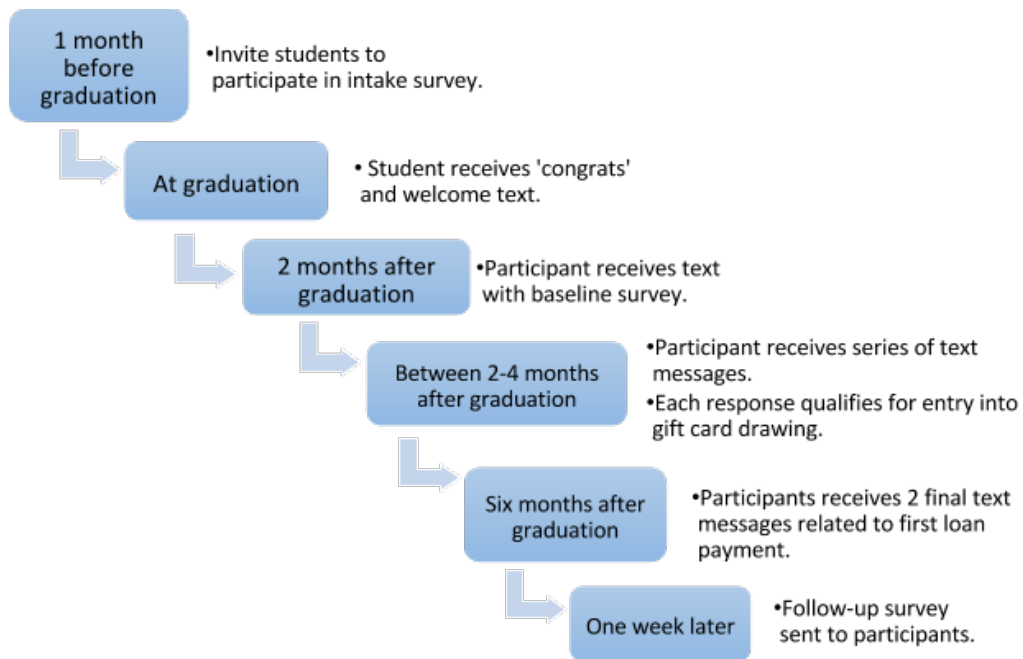 1 month
before
graduation
•Invite students to
participate in intake survey.
At graduation
• Student receives 'congrats'
and welcome text.
2 months after
graduation
•Participant receives text
with baseline survey.
Between 2-4 months
after graduation
•Participant receives series of text
messages.
•Each response qualifies for entry into
gift card drawing.
Six months after
graduation
•Participants receives 2 final text
messages related to first loan
payment.
One week later
•Follow-up survey
sent to participants.